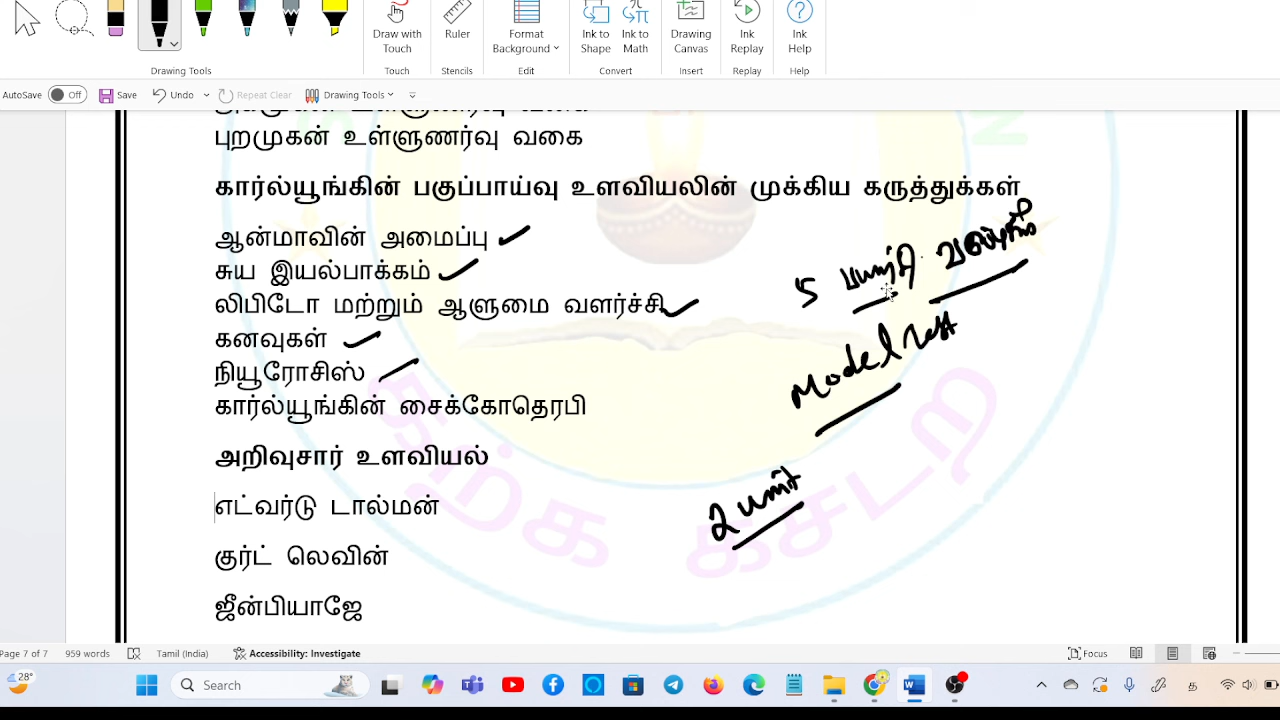 Draw with Touch
Ruler
Format Background
Ink to Shape
Ink to Math
Drawing Canvas
Ink Replay
Ink Help
Drawing Tools
Touch
Stencils
Edit
Convert
Insert
Replay
Help
AutoSave Off Save Undo Repeat Clear Drawing Tools
புறமுகன் உள்ளுணர்வு வகை
கார்ல்யூங்கின் பகுப்பாய்வு உளவியலின் முக்கிய கருத்துக்கள்
ஆன்மாவின் அமைப்பு
சுய இயல்பாக்கம்
5
லிபிடோ மற்றும் ஆளுமை வளர்ச்சி
கனவுகள்
Model Test
நியூரோசிஸ்
கார்ல்யூங்கின் சைக்கோதெரபி
அறிவுசார் உளவியல்
எட்வர்டு டால்மன்
2
குர்ட் லெவின்
ஜீன்பியாஜே
தமிழ் கசடற
Page 7 of 7 959 words Tamil (India) Accessibility: Investigate Focus
28° Search